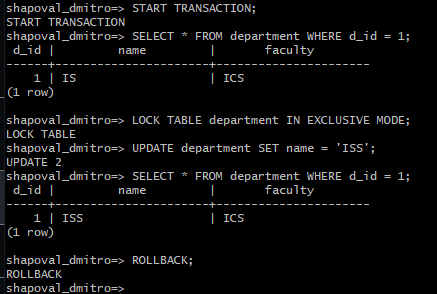 shapoval_dmitro=> START TRANSACTION;
START TRANSACTION
shapoval_dmitro=> SELECT * FROM department WHERE d_id = 1;
 d_id |         name         |       faculty
------+----------------------+----------------------
    1 | IS                   | ICS
(1 row)

shapoval_dmitro=> LOCK TABLE department IN EXCLUSIVE MODE;
LOCK TABLE
shapoval_dmitro=> UPDATE department SET name = 'ISS';
UPDATE 2
shapoval_dmitro=> SELECT * FROM department WHERE d_id = 1;
 d_id |         name         |       faculty
------+----------------------+----------------------
    1 | ISS                  | ICS
(1 row)

shapoval_dmitro=> ROLLBACK;
ROLLBACK
shapoval_dmitro=>